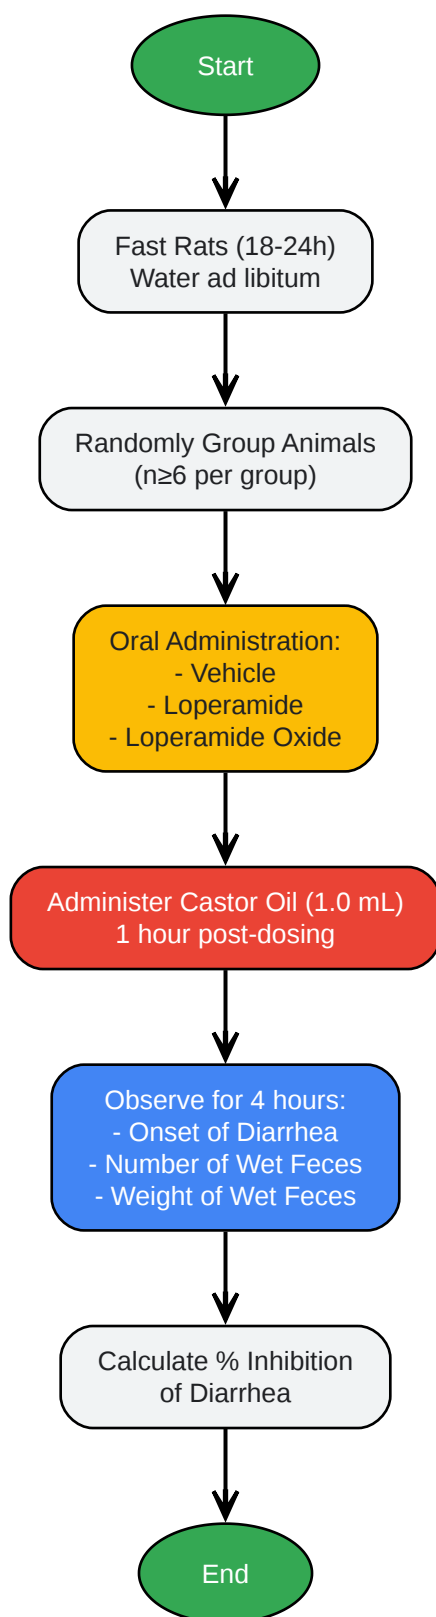 Start
Fast Rats (18-24h)
Water ad libitum
Randomly Group Animals
(n≥6 per group)
Oral Administration:
- Vehicle
- Loperamide
- Loperamide Oxide
Administer Castor Oil (1.0 mL)
1 hour post-dosing
Observe for 4 hours:
- Onset of Diarrhea
- Number of Wet Feces
- Weight of Wet Feces
Calculate % Inhibition
of Diarrhea
End